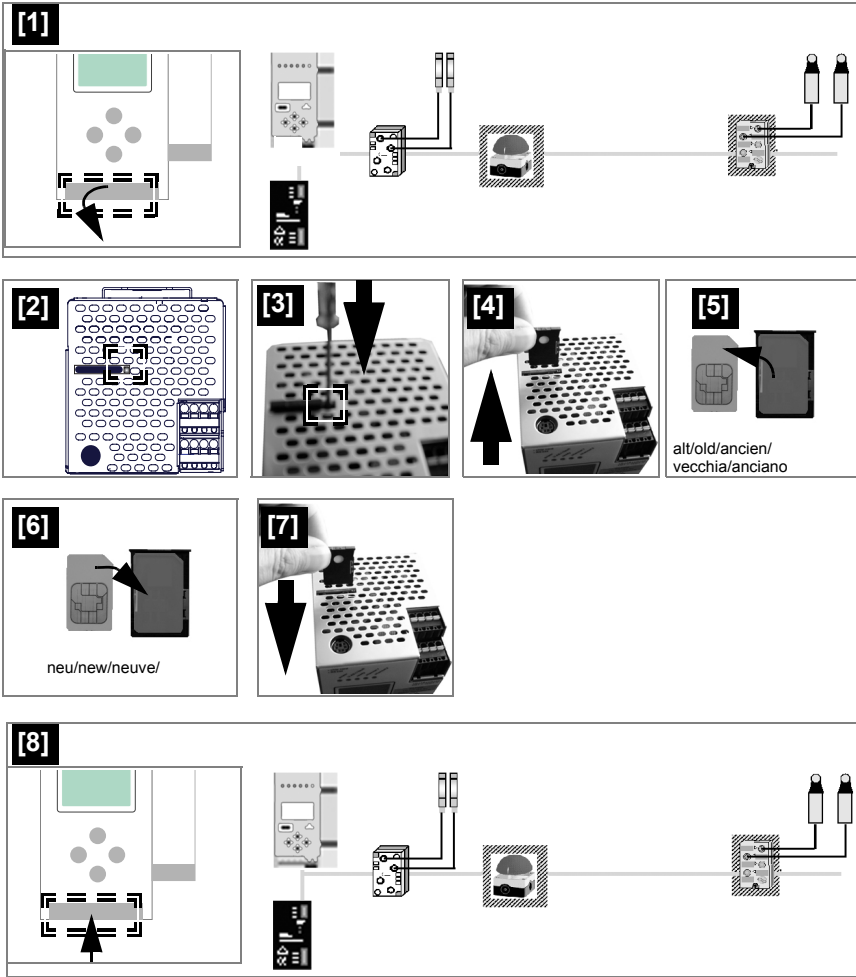 [1]
[2]
[3]
[4]
[5]
alt/old/ancien/
vecchia/anciano
[6]
neu/new/neuve/
[7]
[8]